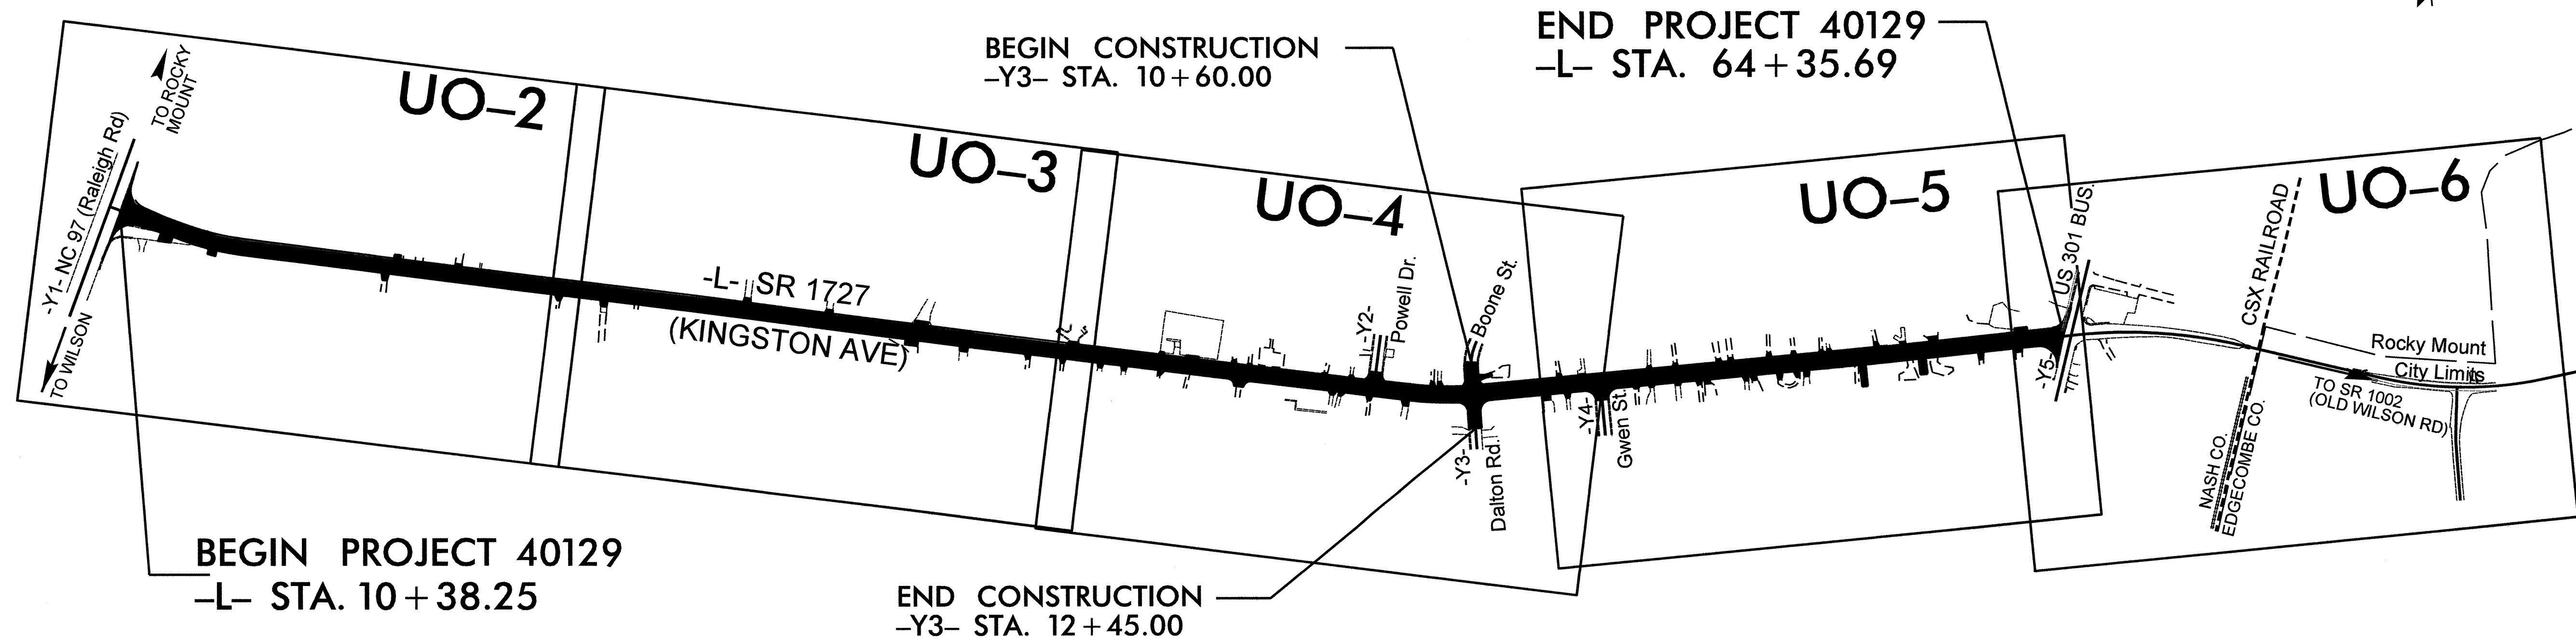 BEGIN CONSTRUCTION
–Y3– STA. 10+60.00
END PROJECT 40129
–L– STA. 64+35.69
UO–2
UO–3
UO–4
UO–5
UO–6
TO ROCKY
MOUNT
-Y1- NC 97 (Raleigh Rd)
TO WILSON
-L- SR 1727
(KINGSTON AVE)
-Y2-
Powell Dr.
Boone St.
-Y3-
Dalton Rd.
-Y4-
Gwen St.
US 301 BUS.
-Y5-
CSX RAILROAD
Rocky Mount
City Limits
TO SR 1002
(OLD WILSON RD)
NASH CO.
EDGECOMBE CO.
BEGIN PROJECT 40129
–L– STA. 10+38.25
END CONSTRUCTION
–Y3– STA. 12+45.00